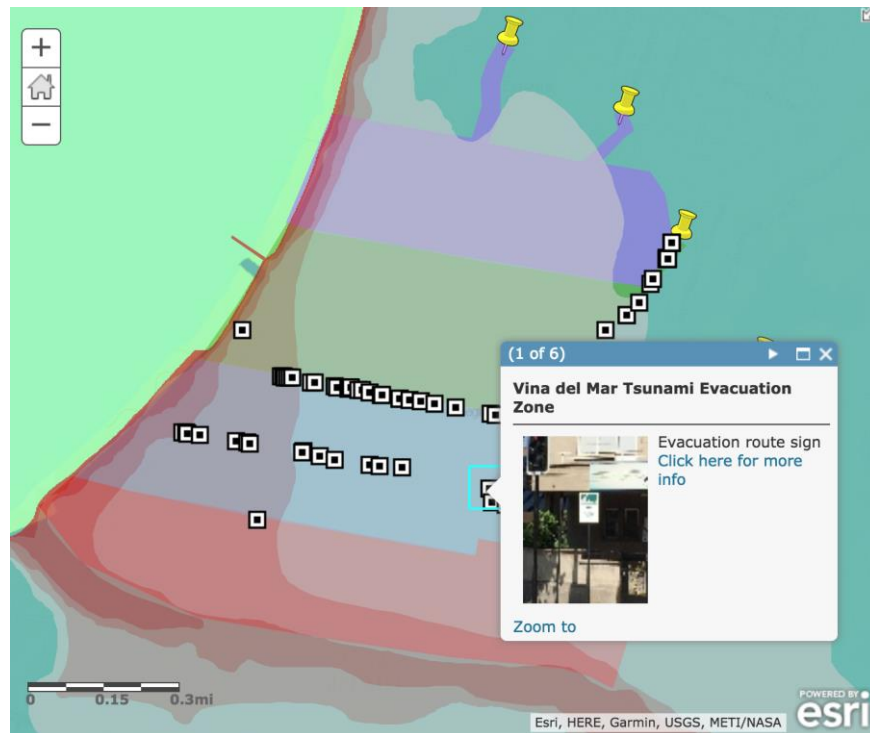 +
−
(1 of 6)
Vina del Mar Tsunami Evacuation
Zone
Evacuation route sign
Click here for more
info
Zoom to
0 0.15 0.3mi
Esri, HERE, Garmin, USGS, METI/NASA
POWERED BY
esri